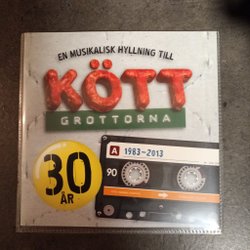 EN MUSIKALISK HYLLNING TILL
KÖTT
GROTTORNA
30
ÅR
A 1983-2013
90